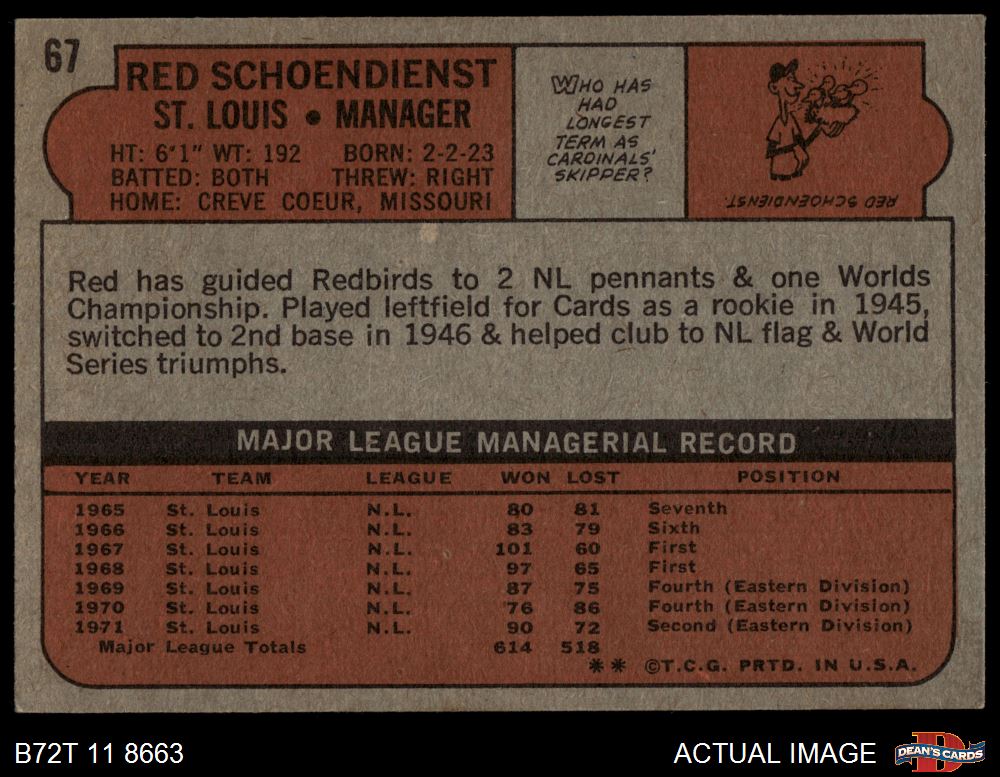 67
RED SCHOENDIENST
ST. LOUIS • MANAGER
HT: 6'1" WT: 192 BORN: 2-2-23
BATTED: BOTH THREW: RIGHT
HOME: CREVE COEUR, MISSOURI
WHO HAS
HAD
LONGEST
TERM AS
CARDINALS'
SKIPPER?
RED SCHOENDIENST.
Red has guided Redbirds to 2 NL pennants & one Worlds
Championship. Played leftfield for Cards as a rookie in 1945,
switched to 2nd base in 1946 & helped club to NL flag & World
Series triumphs.
MAJOR LEAGUE MANAGERIAL RECORD
YEAR TEAM LEAGUE WON LOST POSITION
1965 St. Louis N.L. 80 81 Seventh
1966 St. Louis N.L. 83 79 Sixth
1967 St. Louis N.L. 101 60 First
1968 St. Louis N.L. 97 65 First
1969 St. Louis N.L. 87 75 Fourth (Eastern Division)
1970 St. Louis N.L. 76 86 Fourth (Eastern Division)
1971 St. Louis N.L. 90 72 Second (Eastern Division)
Major League Totals 614 518
** ©T.C.G. PRTD. IN U.S.A.
B72T 11 8663
ACTUAL IMAGE
DEAN'S CARDS